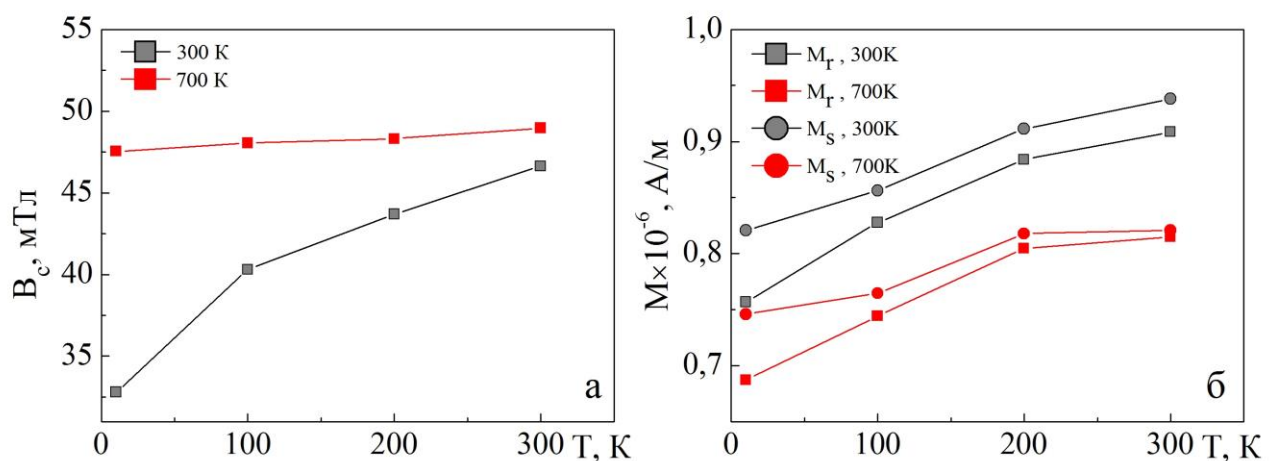 55
50
45
40
35
B_c, мТл
300 К
700 К
а
0 100 200 300 T, К
1,0
0,9
0,8
0,7
M×10⁻⁶, А/м
M_r , 300K
M_r , 700K
M_s , 300K
M_s , 700K
б
0 100 200 300 T, К